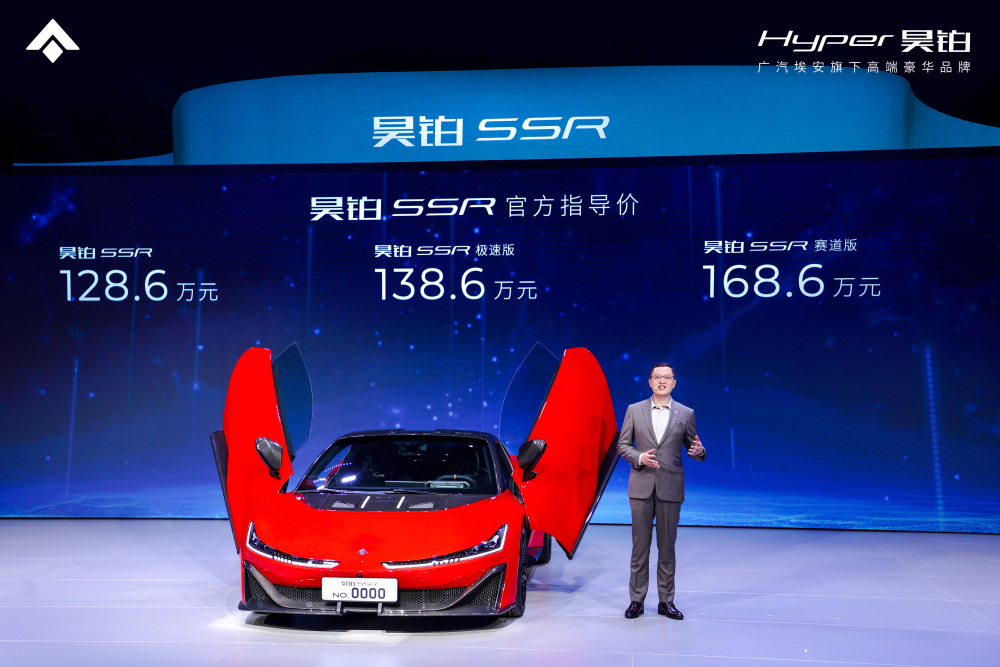 Hyper 昊铂
广汽埃安旗下高端豪华品牌
昊铂 SSR
昊铂 SSR 官方指导价
昊铂 SSR
128.6 万元
昊铂 SSR 极速版
138.6 万元
昊铂 SSR 赛道版
168.6 万元
昊铂 SSR
NO. 0000